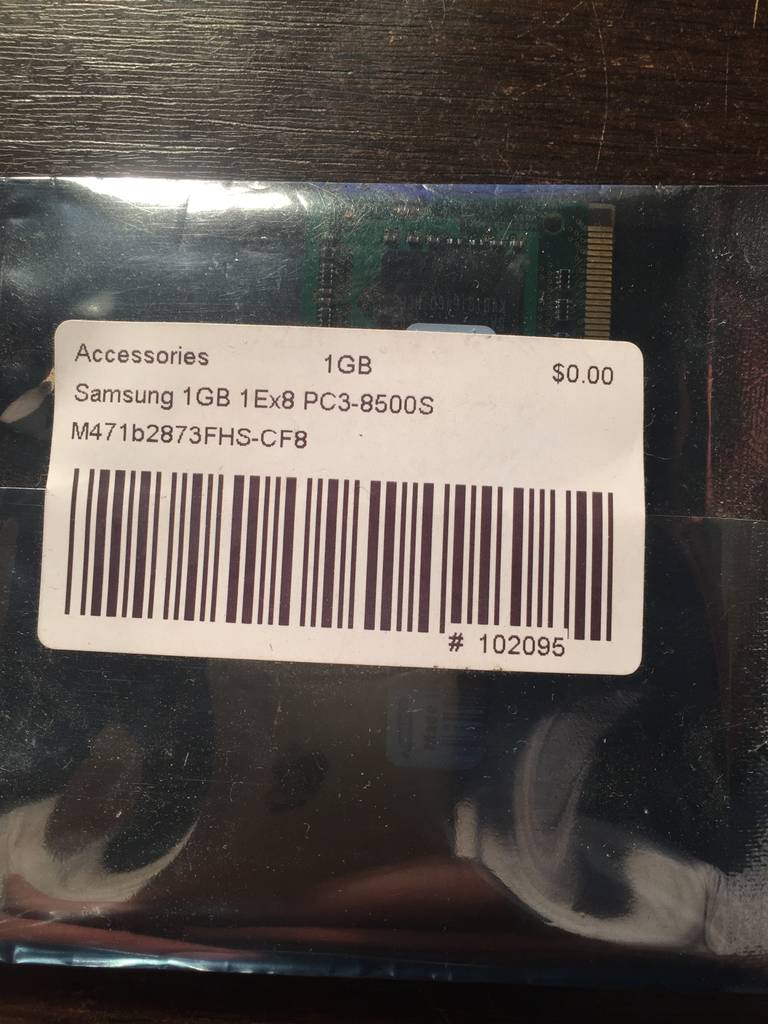 Accessories 1GB $0.00
Samsung 1GB 1Ex8 PC3-8500S
M471b2873FHS-CF8
# 102095